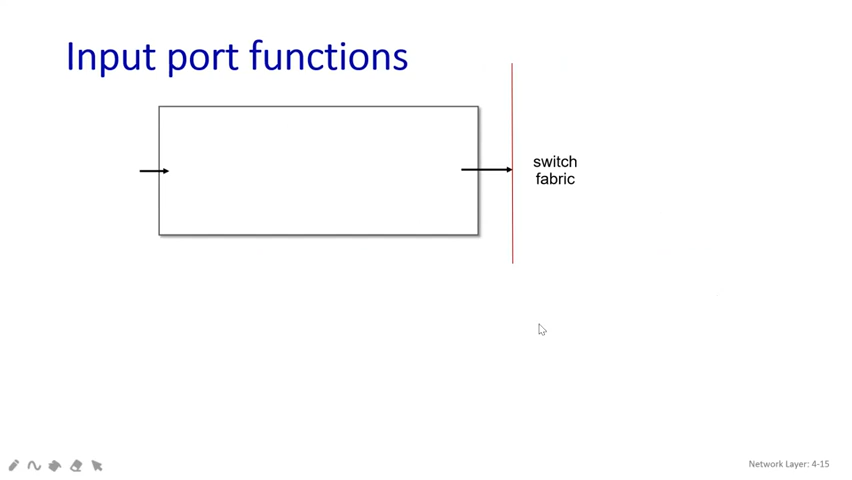 Input port functions
switch
fabric
Network Layer: 4-15